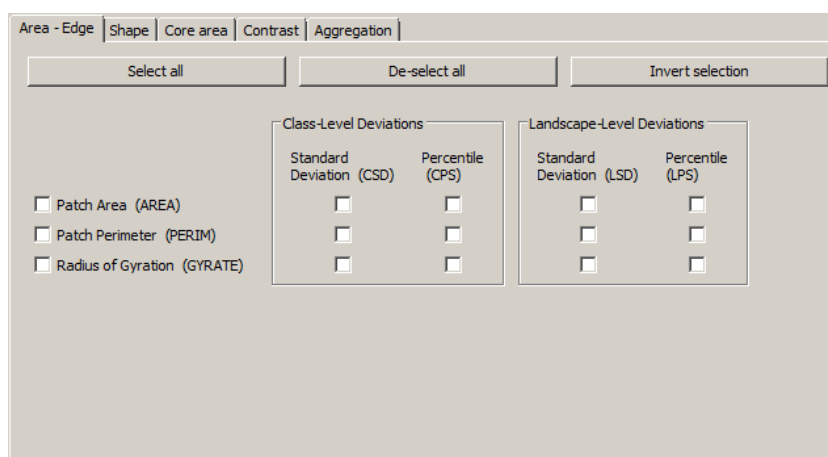 Area - Edge Shape Core area Contrast Aggregation
Select all De-select all Invert selection
Class-Level Deviations Landscape-Level Deviations
Standard Percentile Standard Percentile
Deviation (CSD) (CPS) Deviation (LSD) (LPS)
Patch Area (AREA)
Patch Perimeter (PERIM)
Radius of Gyration (GYRATE)